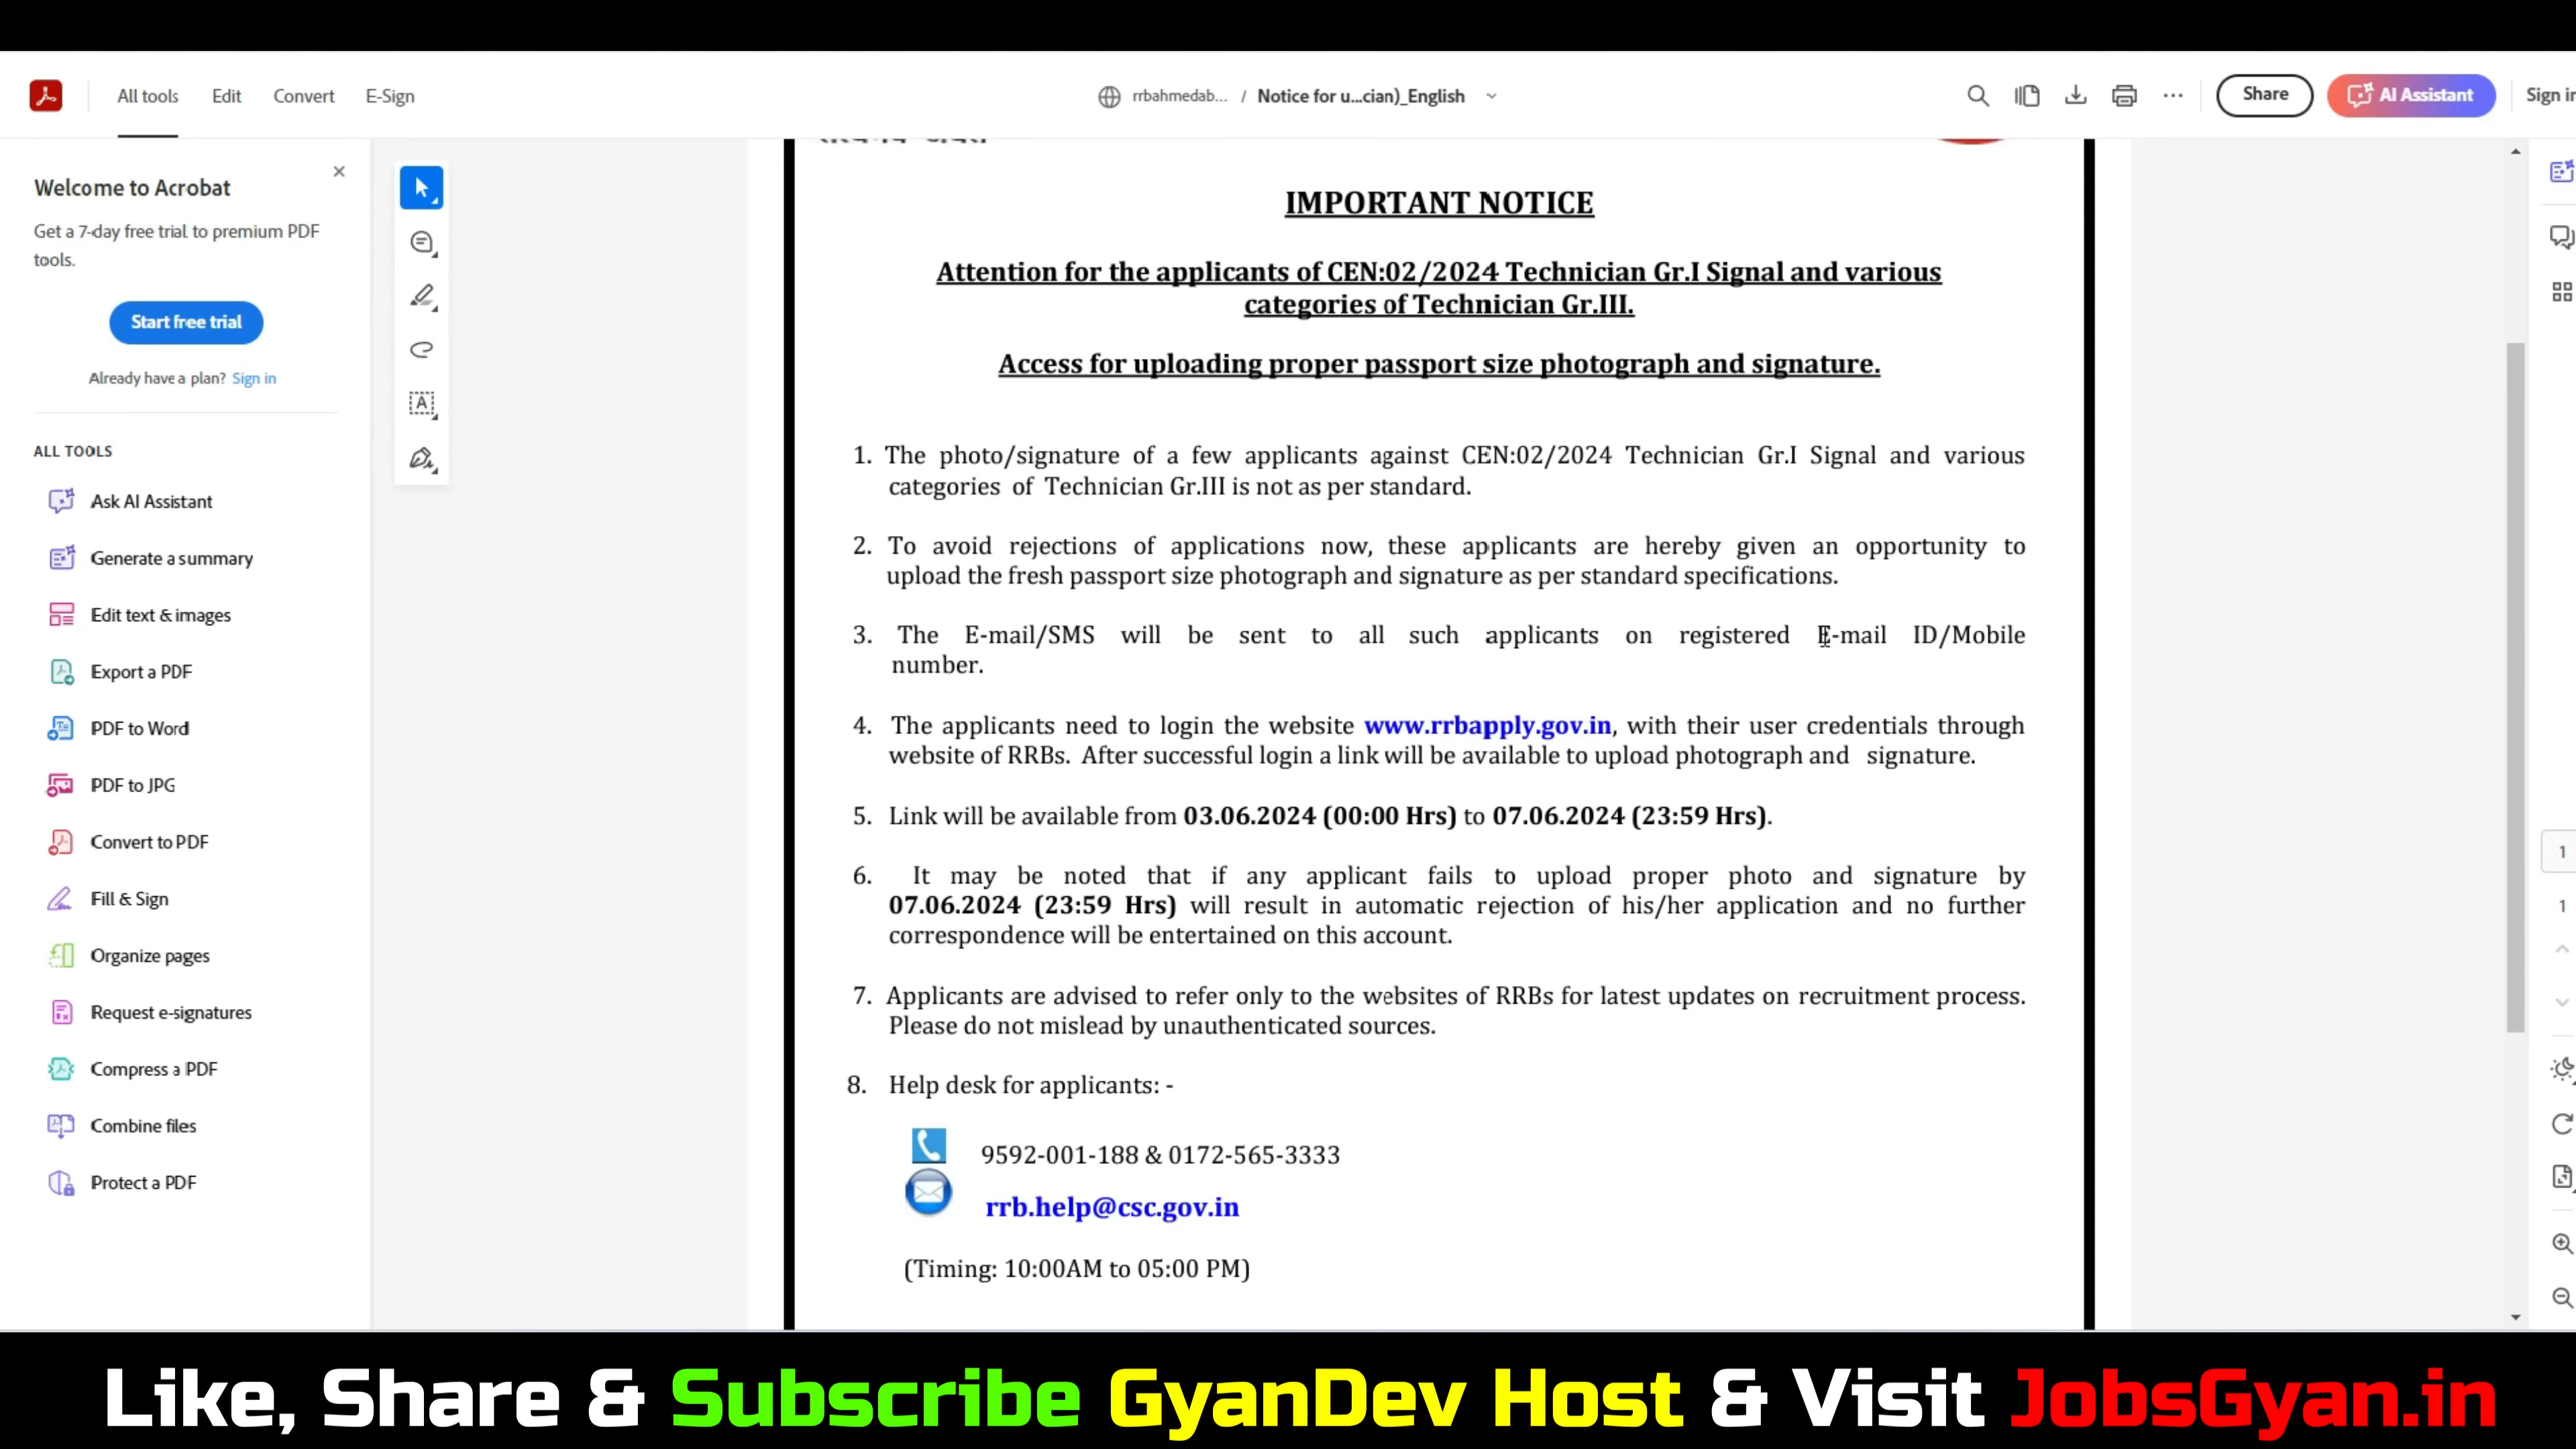 All tools Edit Convert E-Sign
rrbahmedab... / Notice for u...cian)_English
Share
AI Assistant
Welcome to Acrobat
Get a 7-day free trial to premium PDF
tools.
Start free trial
Already have a plan? Sign in
ALL TOOLS
Ask AI Assistant
Generate a summary
Edit text & images
Export a PDF
PDF to Word
PDF to JPG
Convert to PDF
Fill & Sign
Organize pages
Request e-signatures
Compress a PDF
Combine files
Protect a PDF
IMPORTANT NOTICE
Attention for the applicants of CEN:02/2024 Technician Gr.I Signal and various
categories of Technician Gr.III.
Access for uploading proper passport size photograph and signature.
1. The photo/signature of a few applicants against CEN:02/2024 Technician Gr.I Signal and various
categories of Technician Gr.III is not as per standard.
2. To avoid rejections of applications now, these applicants are hereby given an opportunity to
upload the fresh passport size photograph and signature as per standard specifications.
3. The E-mail/SMS will be sent to all such applicants on registered E-mail ID/Mobile
number.
4. The applicants need to login the website www.rrbapply.gov.in, with their user credentials through
website of RRBs. After successful login a link will be available to upload photograph and signature.
5. Link will be available from 03.06.2024 (00:00 Hrs) to 07.06.2024 (23:59 Hrs).
6. It may be noted that if any applicant fails to upload proper photo and signature by
07.06.2024 (23:59 Hrs) will result in automatic rejection of his/her application and no further
correspondence will be entertained on this account.
7. Applicants are advised to refer only to the websites of RRBs for latest updates on recruitment process.
Please do not mislead by unauthenticated sources.
8. Help desk for applicants: -
9592-001-188 & 0172-565-3333
rrb.help@csc.gov.in
(Timing: 10:00AM to 05:00 PM)
1
1
Like, Share & Subscribe GyanDev Host & Visit JobsGyan.in